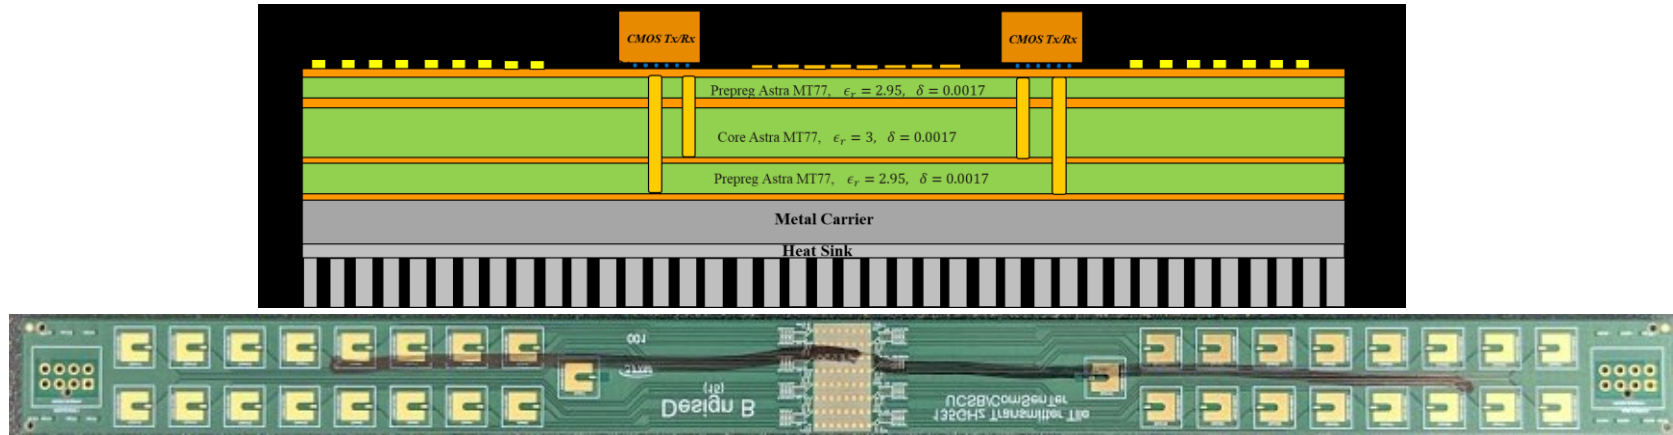 CMOS Tx/Rx
CMOS Tx/Rx
Prepreg Astra MT77, ϵᵣ = 2.95, δ = 0.0017
Core Astra MT77, ϵᵣ = 3, δ = 0.0017
Prepreg Astra MT77, ϵᵣ = 2.95, δ = 0.0017
Metal Carrier
Heat Sink
001
(15)
Design B
UCSB/ComSenTer
135GHz Transmitter Tile